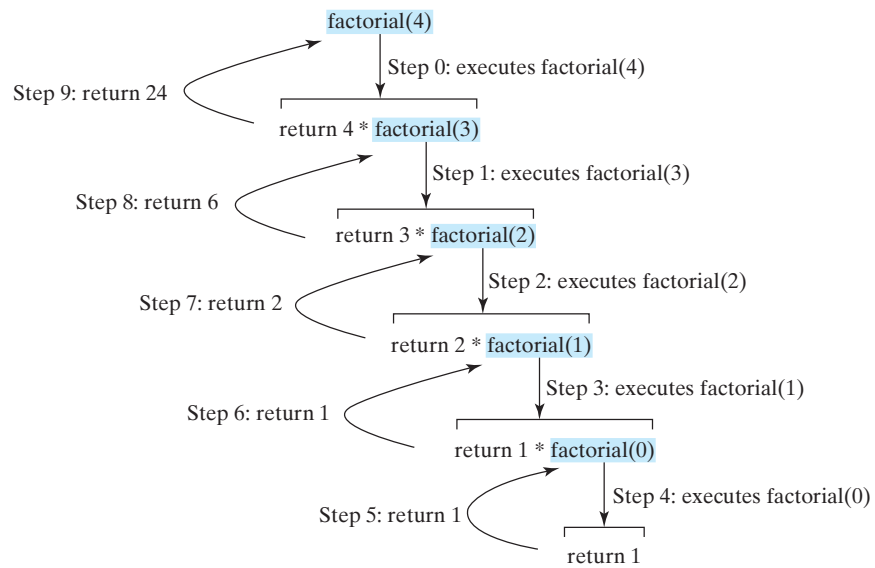 factorial(4)
Step 0: executes factorial(4)
Step 9: return 24
return 4 * factorial(3)
Step 1: executes factorial(3)
Step 8: return 6
return 3 * factorial(2)
Step 2: executes factorial(2)
Step 7: return 2
return 2 * factorial(1)
Step 3: executes factorial(1)
Step 6: return 1
return 1 * factorial(0)
Step 4: executes factorial(0)
Step 5: return 1
return 1